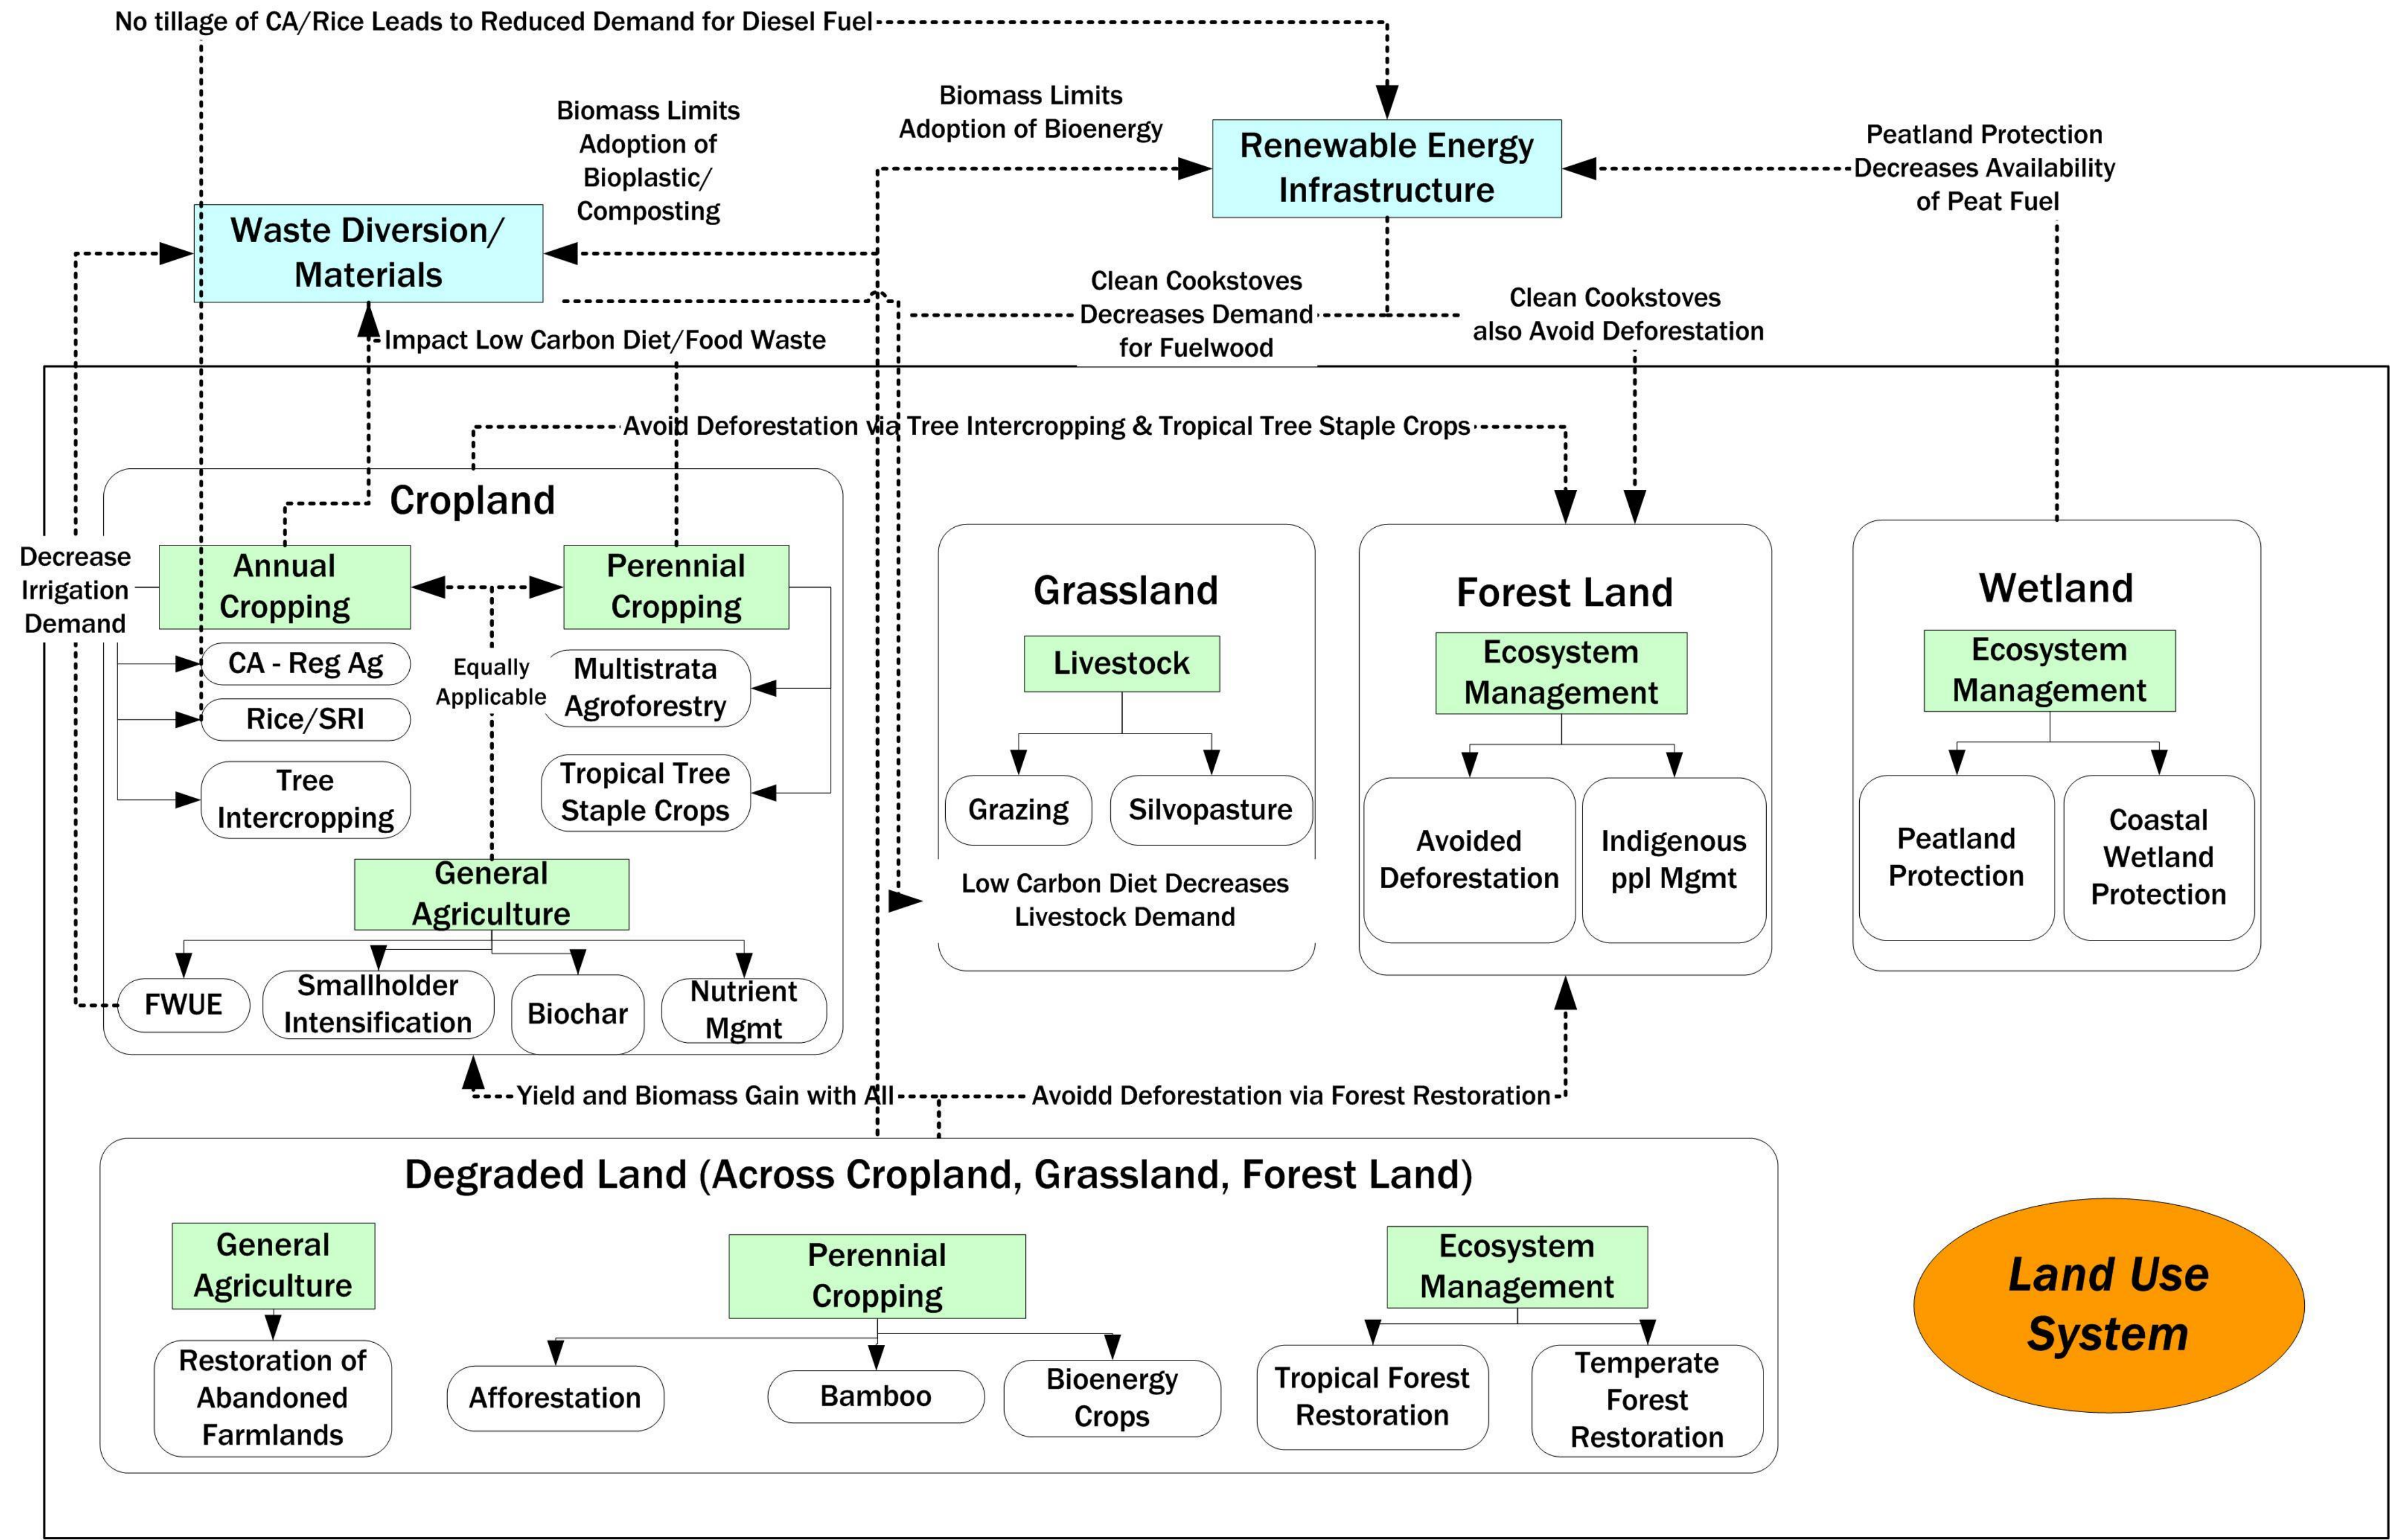 No tillage of CA/Rice Leads to Reduced Demand for Diesel Fuel
Biomass Limits
Adoption of
Bioplastic/
Composting
Biomass Limits
Adoption of Bioenergy
Renewable Energy
Infrastructure
Peatland Protection
Decreases Availability
of Peat Fuel
Waste Diversion/
Materials
Clean Cookstoves
Decreases Demand
for Fuelwood
Clean Cookstoves
also Avoid Deforestation
Impact Low Carbon Diet/Food Waste
Avoid Deforestation via Tree Intercropping & Tropical Tree Staple Crops
Cropland
Decrease
Irrigation
Demand
Annual
Cropping
Perennial
Cropping
CA - Reg Ag
Rice/SRI
Tree
Intercropping
Equally
Applicable
Multistrata
Agroforestry
Tropical Tree
Staple Crops
General
Agriculture
FWUE
Smallholder
Intensification
Biochar
Nutrient
Mgmt
Grassland
Livestock
Grazing
Silvopasture
Low Carbon Diet Decreases
Livestock Demand
Forest Land
Ecosystem
Management
Avoided
Deforestation
Indigenous
ppl Mgmt
Wetland
Ecosystem
Management
Peatland
Protection
Coastal
Wetland
Protection
Yield and Biomass Gain with All
Avoidd Deforestation via Forest Restoration
Degraded Land (Across Cropland, Grassland, Forest Land)
General
Agriculture
Restoration of
Abandoned
Farmlands
Perennial
Cropping
Afforestation
Bamboo
Bioenergy
Crops
Ecosystem
Management
Tropical Forest
Restoration
Temperate
Forest
Restoration
Land Use
System